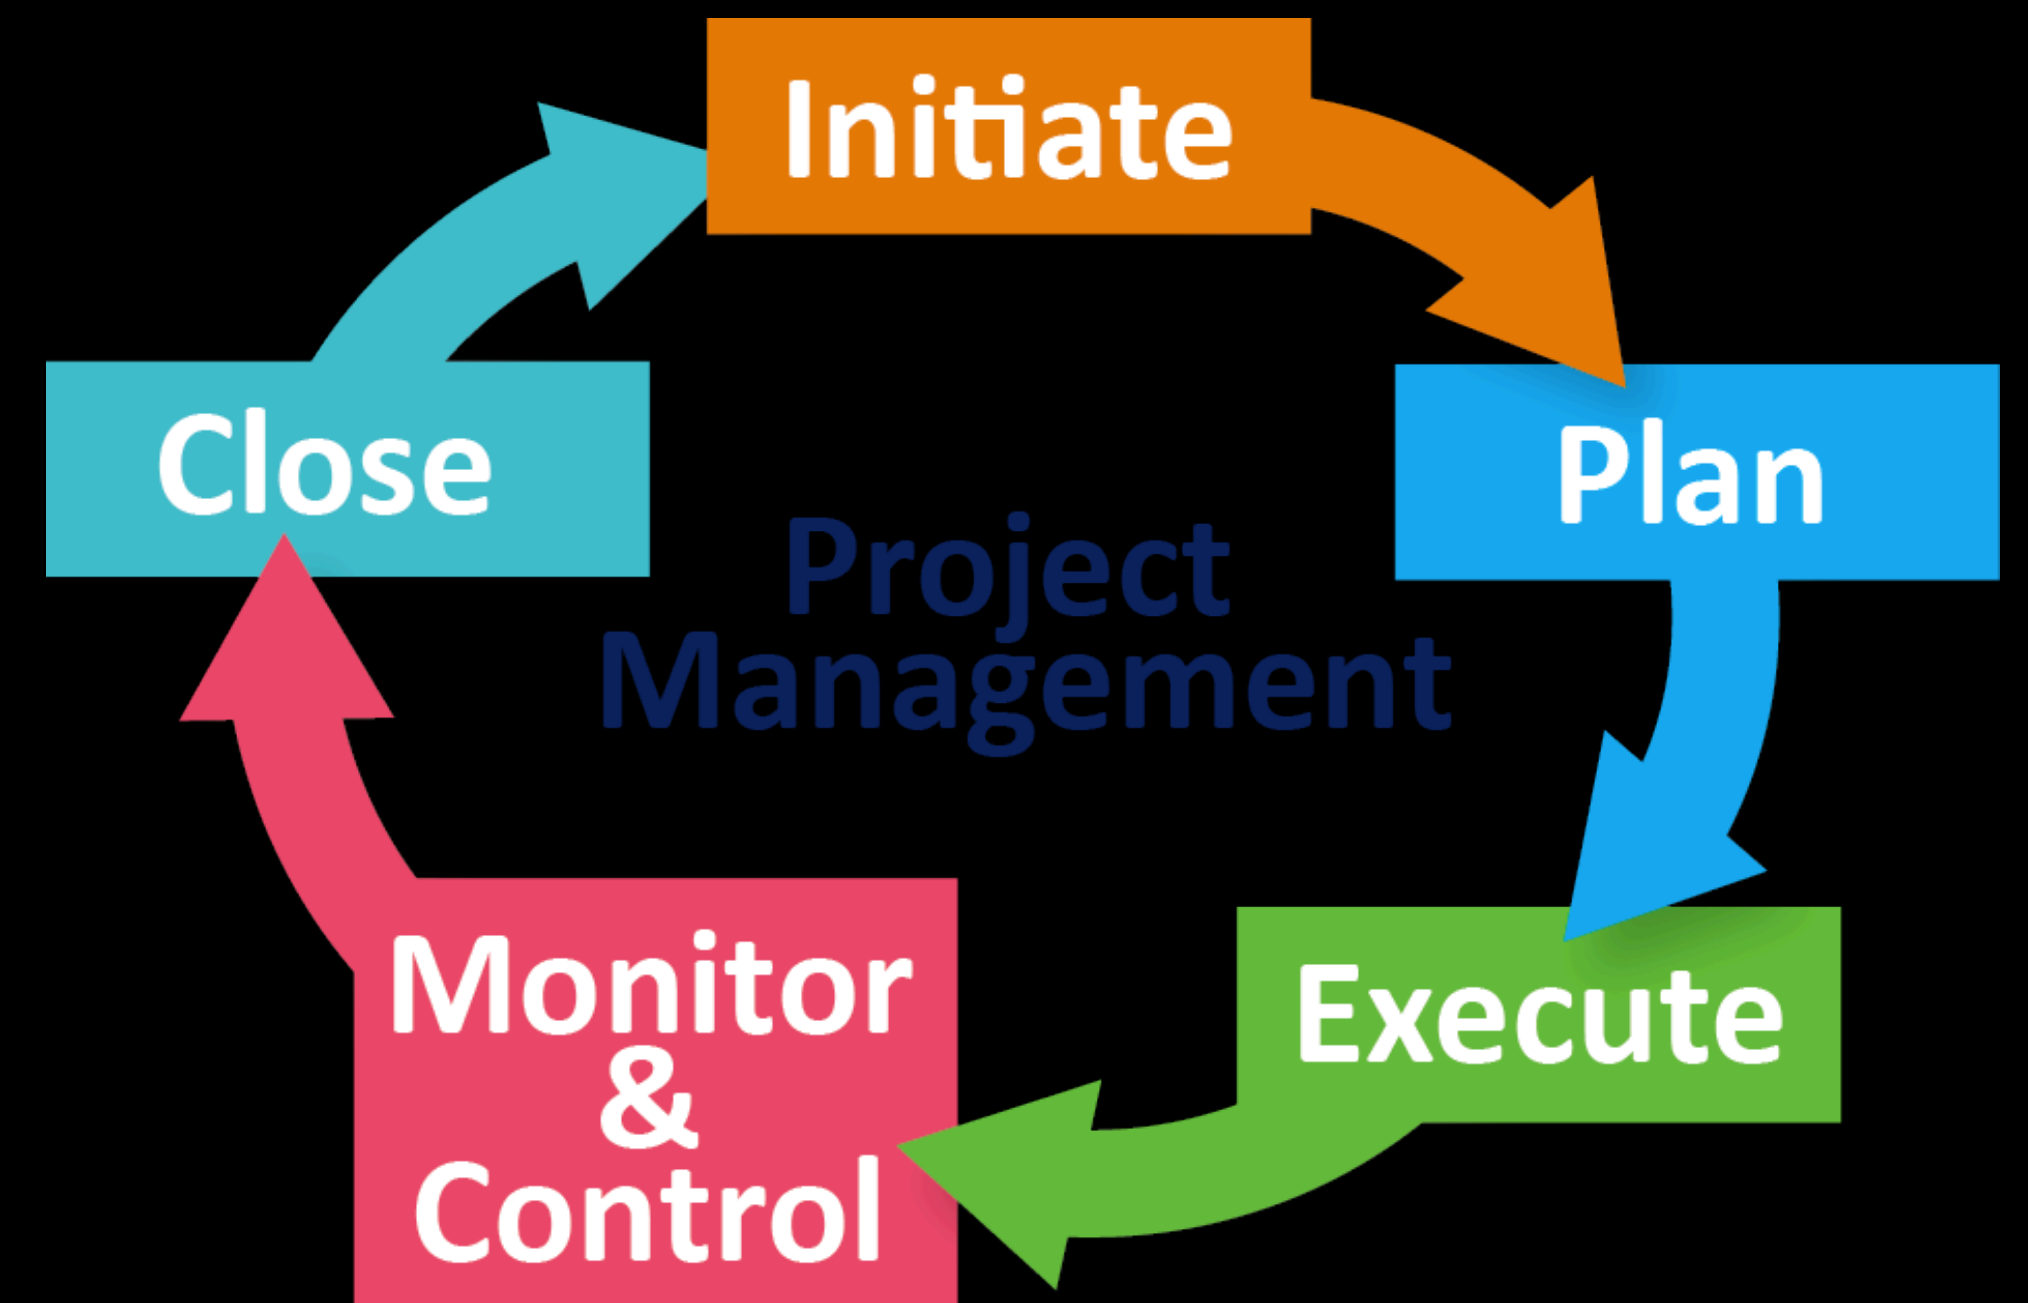 Initiate
Plan
Execute
Monitor
&
Control
Close
Project
Management